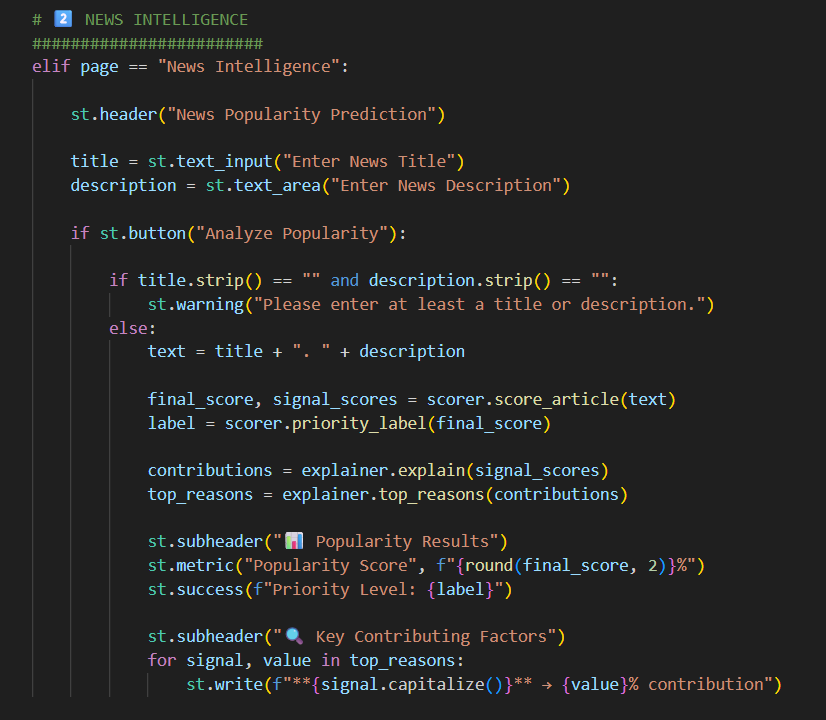 # 2️⃣ NEWS INTELLIGENCE
########################
elif page == "News Intelligence":
st.header("News Popularity Prediction")
title = st.text_input("Enter News Title")
description = st.text_area("Enter News Description")
if st.button("Analyze Popularity"):
if title.strip() == "" and description.strip() == "":
st.warning("Please enter at least a title or description.")
else:
text = title + ". " + description
final_score, signal_scores = scorer.score_article(text)
label = scorer.priority_label(final_score)
contributions = explainer.explain(signal_scores)
top_reasons = explainer.top_reasons(contributions)
st.subheader("📊 Popularity Results")
st.metric("Popularity Score", f"{round(final_score, 2)}%")
st.success(f"Priority Level: {label}")
st.subheader("🔍 Key Contributing Factors")
for signal, value in top_reasons:
st.write(f"**{signal.capitalize()}** → {value}% contribution")